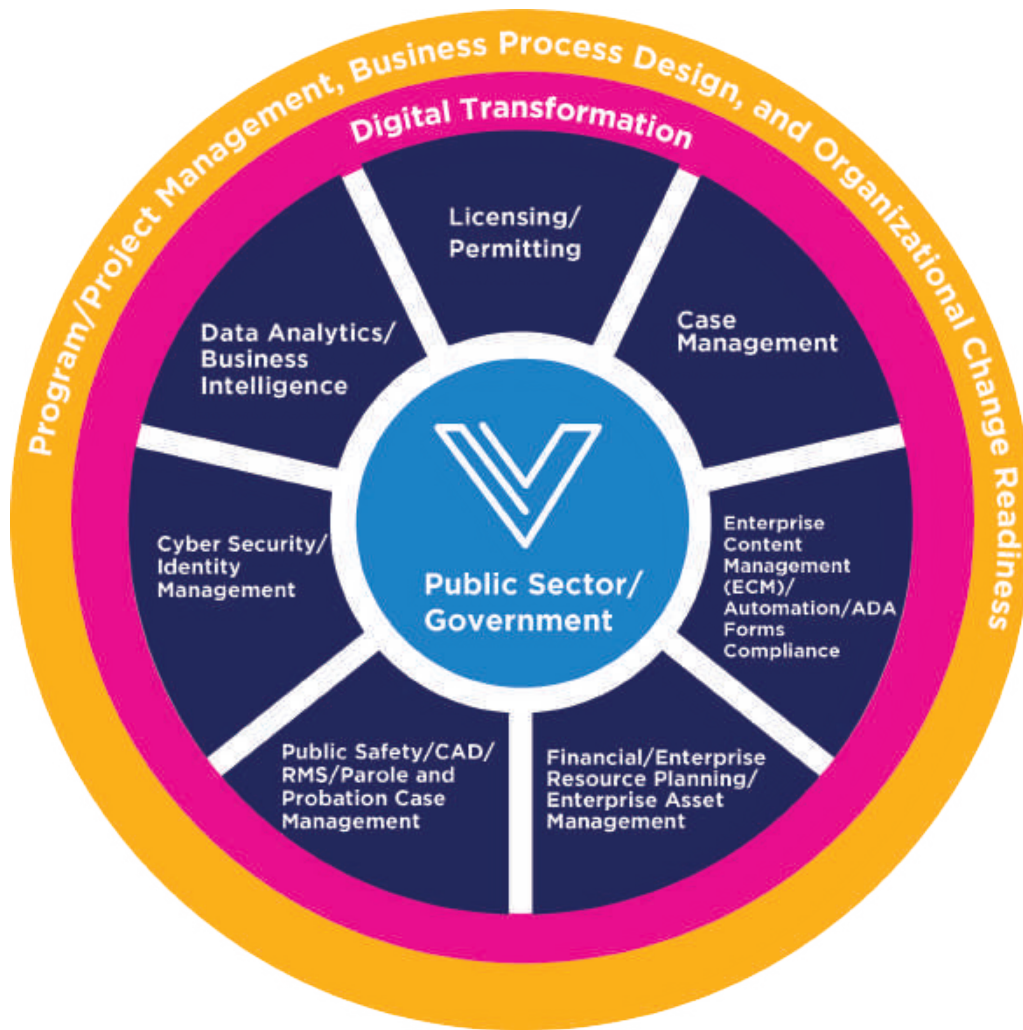 Program/Project Management, Business Process Design, and Organizational Change Readiness
Digital Transformation
Licensing/
Permitting
Case
Management
Enterprise
Content
Management
(ECM)/
Automation/ADA
Forms
Compliance
Financial/Enterprise
Resource Planning/
Enterprise Asset
Management
Public Safety/CAD/
RMS/Parole and
Probation Case
Management
Cyber Security/
Identity
Management
Data Analytics/
Business
Intelligence
Public Sector/
Government